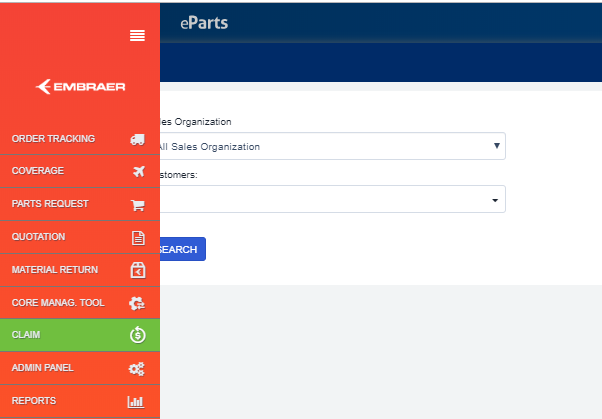 eParts
EMBRAER
ORDER TRACKING
COVERAGE
PARTS REQUEST
QUOTATION
MATERIAL RETURN
CORE MANAG. TOOL
CLAIM
ADMIN PANEL
REPORTS
les Organization
All Sales Organization
stomers:
SEARCH